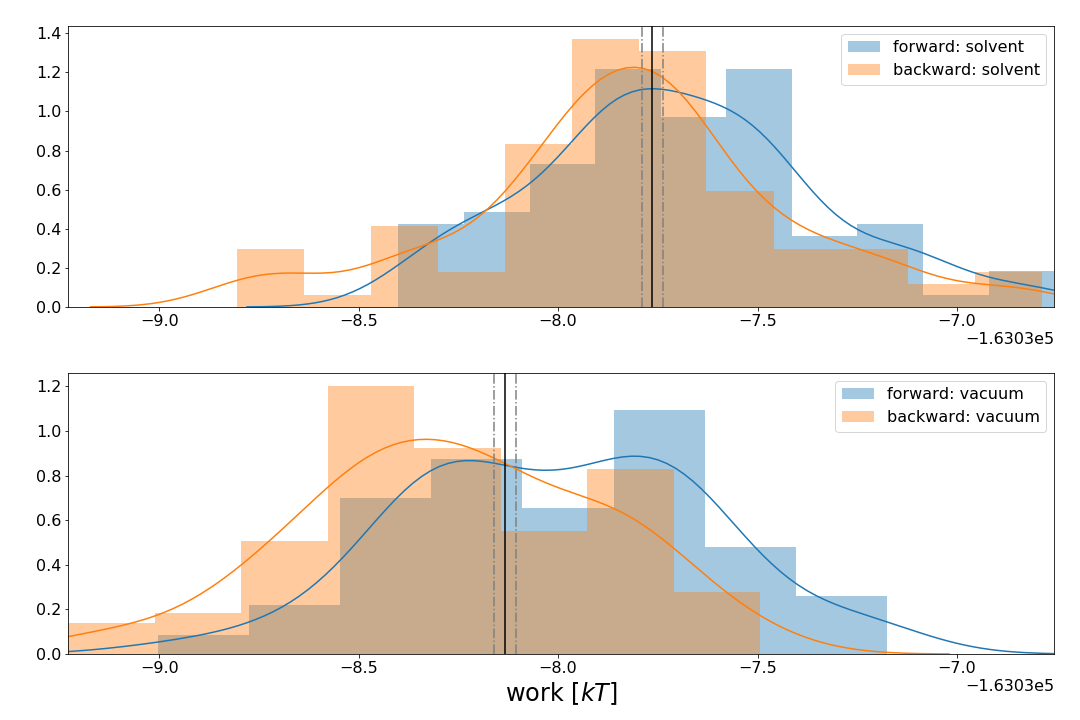 1.4
1.2
1.0
0.8
0.6
0.4
0.2
0.0
forward: solvent
backward: solvent
−9.0 −8.5 −8.0 −7.5 −7.0
−1.6303e5
1.2
1.0
0.8
0.6
0.4
0.2
0.0
forward: vacuum
backward: vacuum
−9.0 −8.5 −8.0 −7.5 −7.0
−1.6303e5
work [kT]